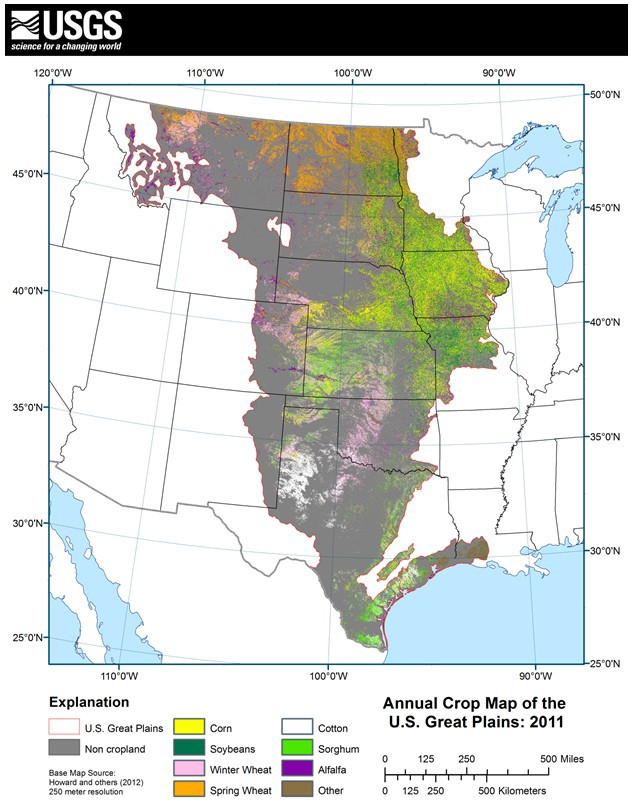 USGS
science for a changing world
120°0'W 110°0'W 100°0'W 90°0'W
50°0'N
45°0'N
45°0'N
40°0'N
40°0'N
35°0'N
35°0'N
30°0'N
30°0'N
25°0'N
25°0'N
110°0'W 100°0'W 90°0'W
Explanation
U.S. Great Plains
Non cropland
Base Map Source:
Howard and others (2012)
250 meter resolution
Corn
Soybeans
Winter Wheat
Spring Wheat
Cotton
Sorghum
Alfalfa
Other
Annual Crop Map of the
U.S. Great Plains: 2011
0 125 250 500 Miles
0 125 250 500 Kilometers